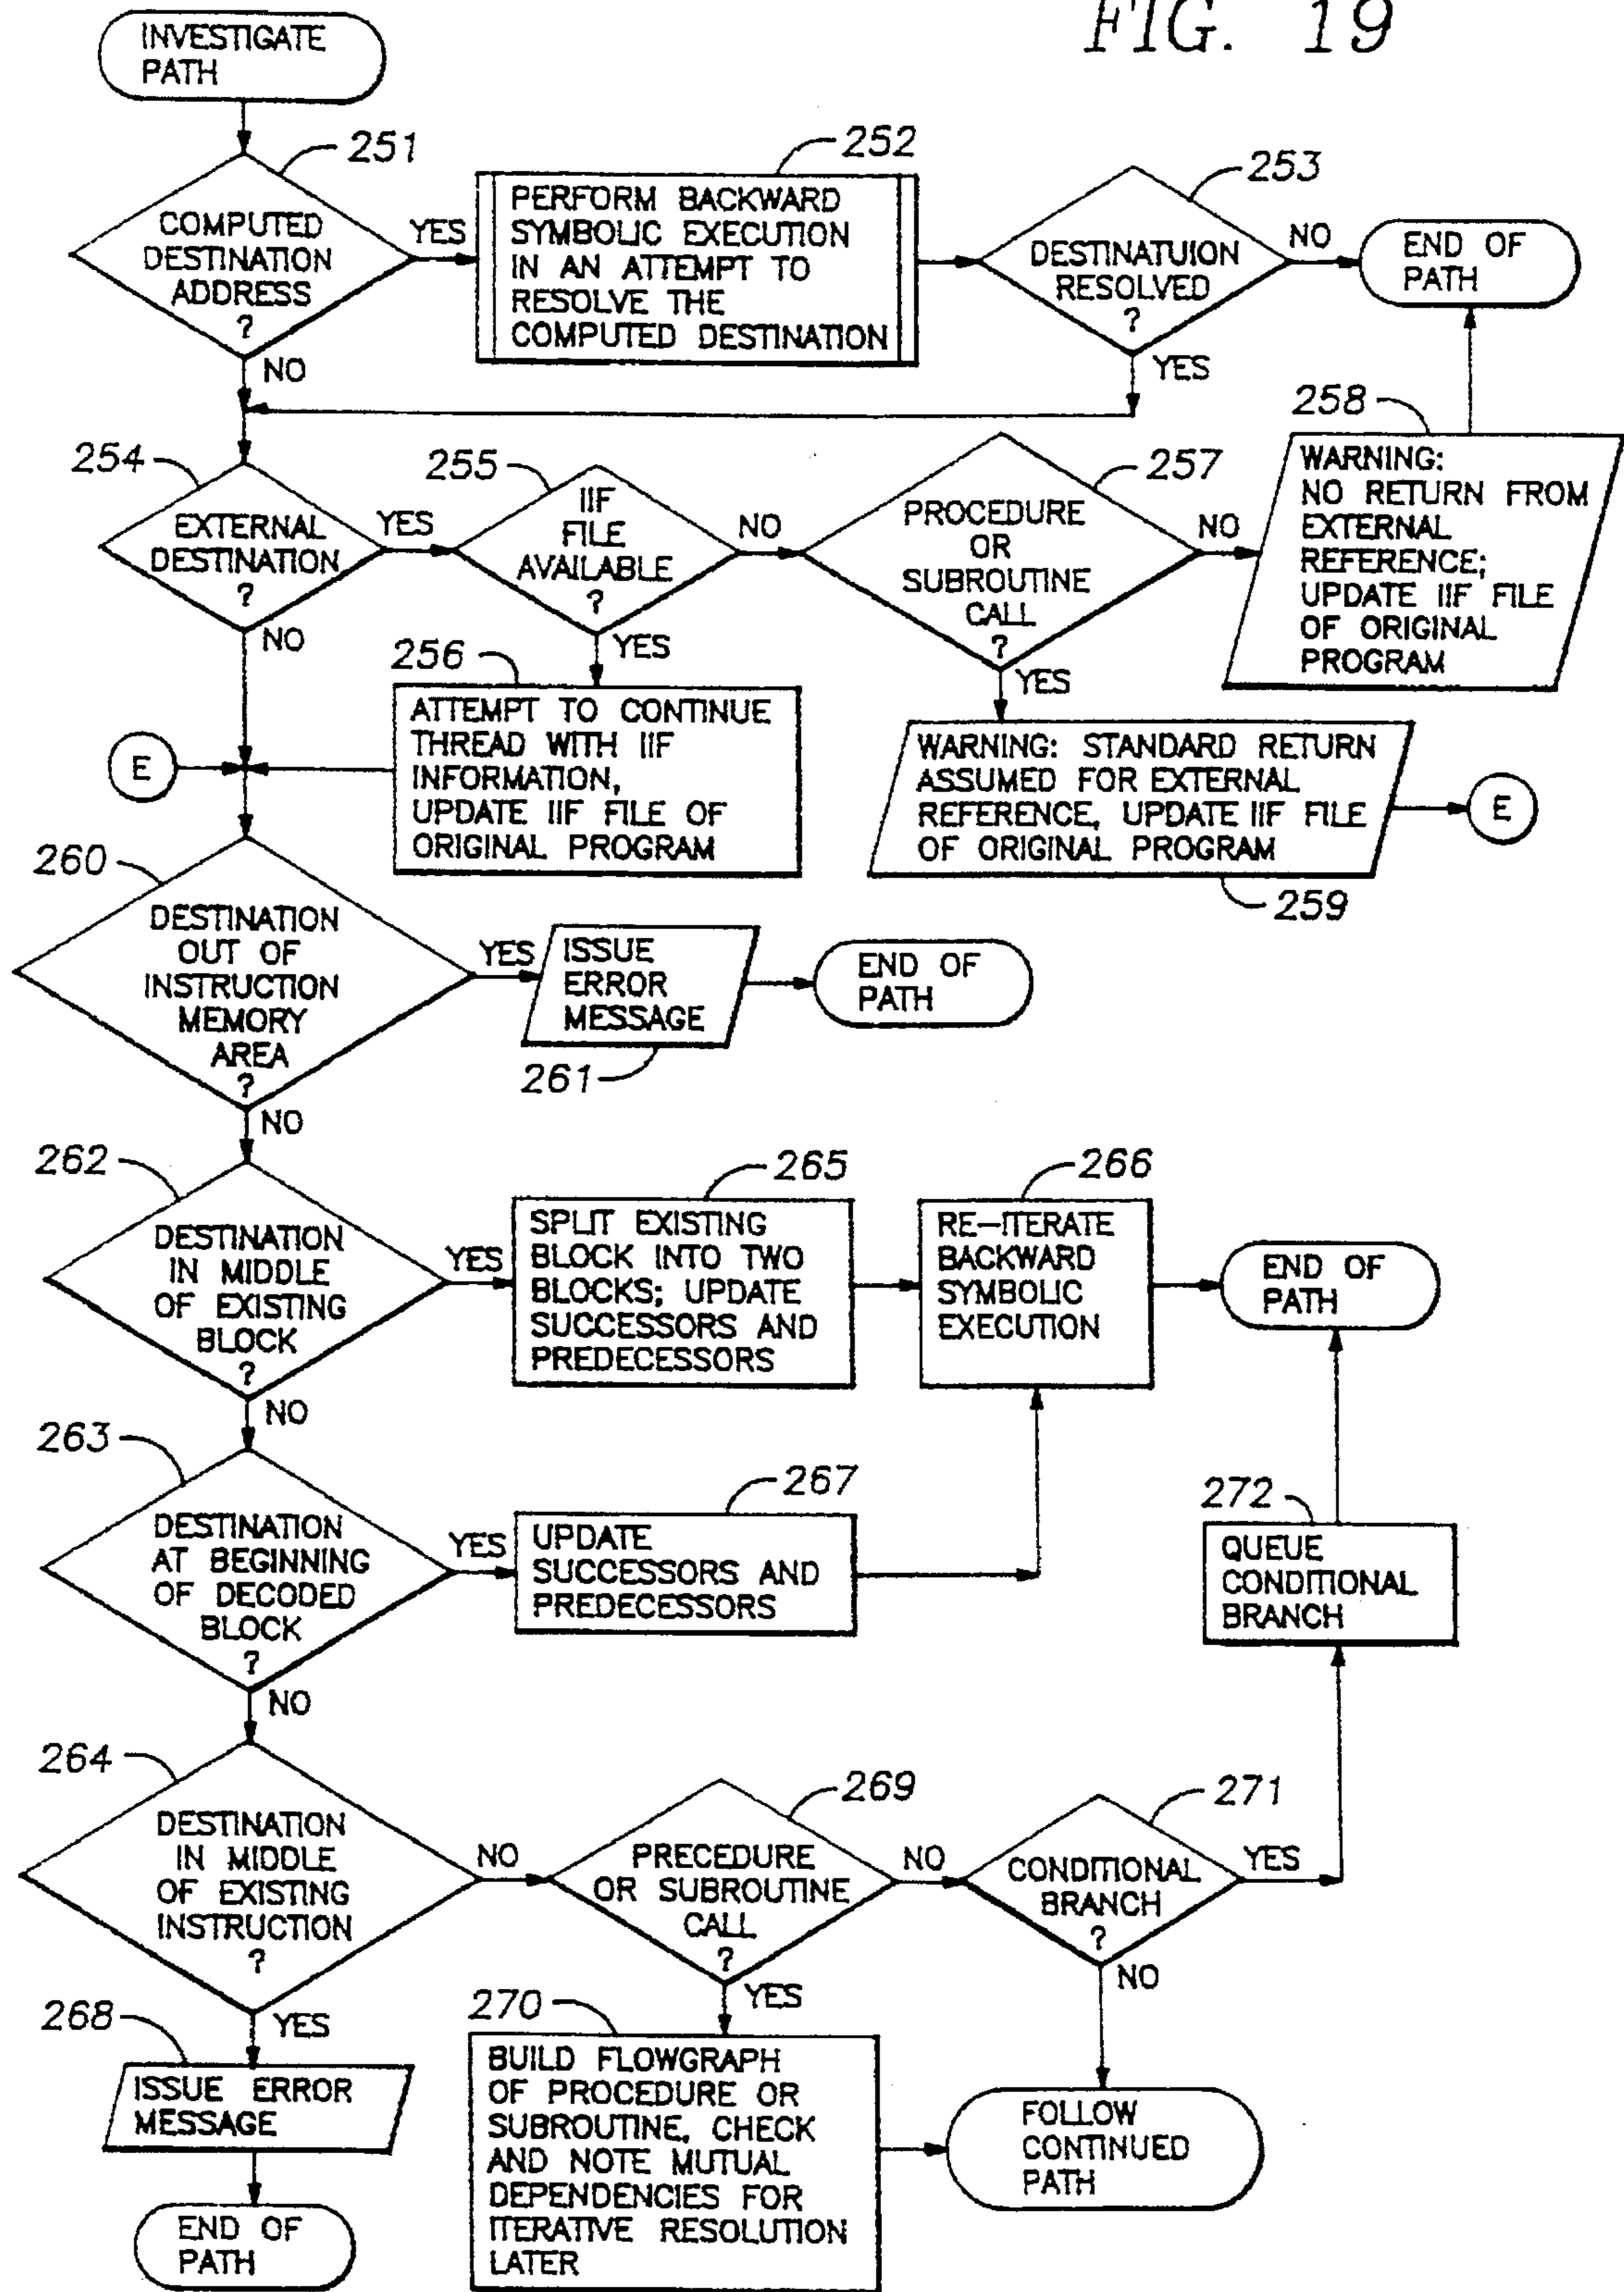 FIG. 19
INVESTIGATE
PATH
251
COMPUTED
DESTINATION
ADDRESS
?
YES
NO
252
PERFORM BACKWARD
SYMBOLIC EXECUTION
IN AN ATTEMPT TO
RESOLVE THE
COMPUTED DESTINATION
253
DESTINATUION
RESOLVED
?
NO
YES
END OF
PATH
254
EXTERNAL
DESTINATION
?
YES
NO
255
IIF
FILE
AVAILABLE
?
NO
YES
257
PROCEDURE
OR
SUBROUTINE
CALL
?
NO
YES
258
WARNING:
NO RETURN FROM
EXTERNAL
REFERENCE;
UPDATE IIF FILE
OF ORIGINAL
PROGRAM
256
ATTEMPT TO CONTINUE
THREAD WITH IIF
INFORMATION,
UPDATE IIF FILE OF
ORIGINAL PROGRAM
WARNING: STANDARD RETURN
ASSUMED FOR EXTERNAL
REFERENCE, UPDATE IIF FILE
OF ORIGINAL PROGRAM
259
E
E
260
DESTINATION
OUT OF
INSTRUCTION
MEMORY
AREA
?
YES
NO
ISSUE
ERROR
MESSAGE
261
END OF
PATH
262
DESTINATION
IN MIDDLE
OF EXISTING
BLOCK
?
YES
NO
265
SPLIT EXISTING
BLOCK INTO TWO
BLOCKS; UPDATE
SUCCESSORS AND
PREDECESSORS
266
RE-ITERATE
BACKWARD
SYMBOLIC
EXECUTION
END OF
PATH
263
DESTINATION
AT BEGINNING
OF DECODED
BLOCK
?
YES
NO
267
UPDATE
SUCCESSORS AND
PREDECESSORS
272
QUEUE
CONDITIONAL
BRANCH
264
DESTINATION
IN MIDDLE
OF EXISTING
INSTRUCTION
?
NO
YES
269
PRECEDURE
OR SUBROUTINE
CALL
?
NO
YES
271
CONDITIONAL
BRANCH
?
YES
NO
268
ISSUE ERROR
MESSAGE
END OF
PATH
270
BUILD FLOWGRAPH
OF PROCEDURE OR
SUBROUTINE, CHECK
AND NOTE MUTUAL
DEPENDENCIES FOR
ITERATIVE RESOLUTION
LATER
FOLLOW
CONTINUED
PATH